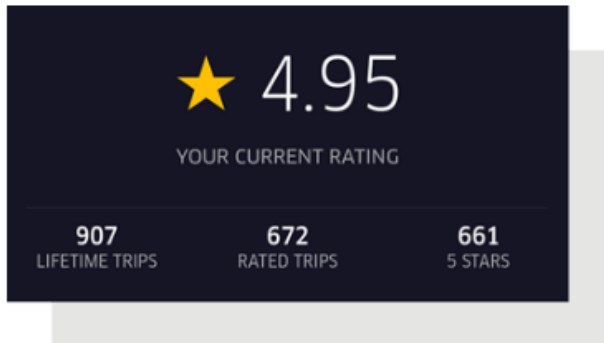 4.95
YOUR CURRENT RATING
907 672 661
LIFETIME TRIPS RATED TRIPS 5 STARS